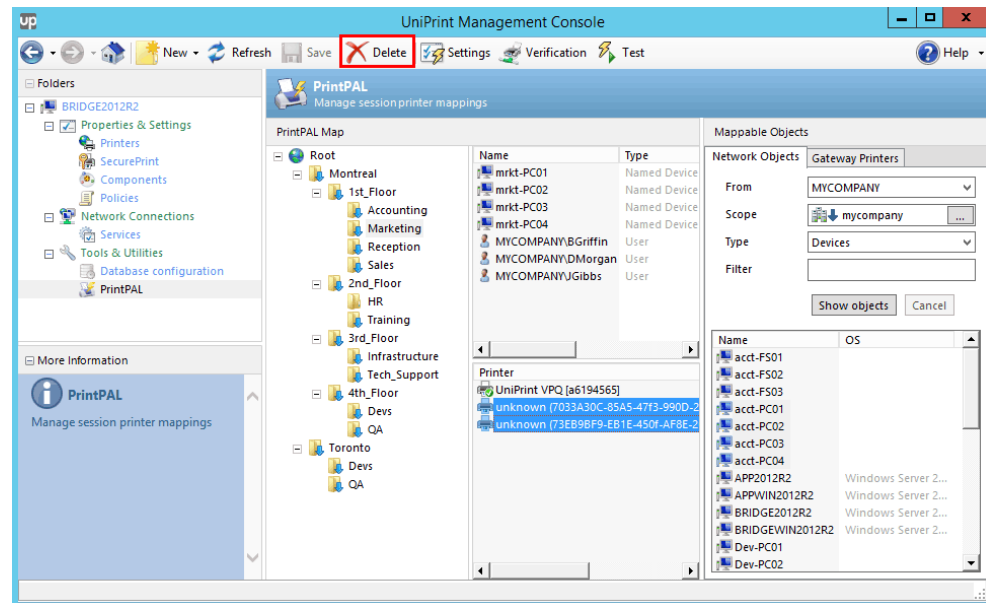 up
UniPrint Management Console
New
Refresh
Save
Delete
Settings
Verification
Test
Help
Folders
BRIDGE2012R2
Properties & Settings
Printers
SecurePrint
Components
Policies
Network Connections
Services
Tools & Utilities
Database configuration
PrintPAL
More Information
PrintPAL
Manage session printer mappings
PrintPAL
Manage session printer mappings
PrintPAL Map
Root
Montreal
1st_Floor
Accounting
Marketing
Reception
Sales
2nd_Floor
HR
Training
3rd_Floor
Infrastructure
Tech_Support
4th_Floor
Devs
QA
Toronto
Devs
QA
Name Type
mrkt-PC01 Named Device
mrkt-PC02 Named Device
mrkt-PC03 Named Device
mrkt-PC04 Named Device
MYCOMPANY\BGriffin User
MYCOMPANY\DMorgan User
MYCOMPANY\JGibbs User
Printer
UniPrint VPQ [a6194565]
unknown (7033A30C-85A5-47f3-990D-2
unknown (73EB9BF9-EB1E-450f-AF8E-2
Mappable Objects
Network Objects Gateway Printers
From MYCOMPANY
Scope mycompany ...
Type Devices
Filter
Show objects Cancel
Name OS
acct-FS01
acct-FS02
acct-FS03
acct-PC01
acct-PC02
acct-PC03
acct-PC04
APP2012R2 Windows Server 2...
APPWIN2012R2 Windows Server 2...
BRIDGE2012R2 Windows Server 2...
BRIDGEWIN2012R2 Windows Server 2...
Dev-PC01
Dev-PC02